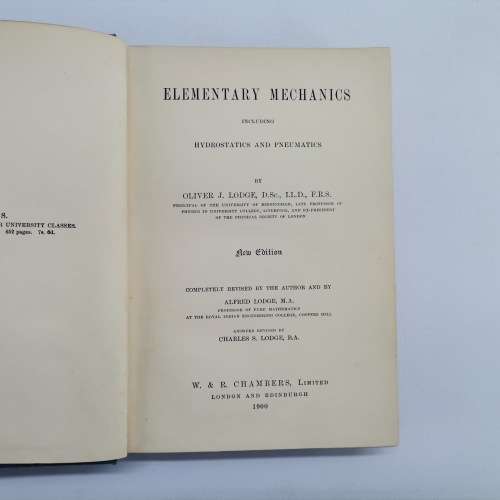 S.
R UNIVERSITY CLASSES.
692 pages. 7s. 6d.
ELEMENTARY MECHANICS
INCLUDING
HYDROSTATICS AND PNEUMATICS
BY
OLIVER J. LODGE, D.Sc., LL.D., F.R.S.
PRINCIPAL OF THE UNIVERSITY OF BIRMINGHAM, LATE PROFESSOR OF
PHYSICS IN UNIVERSITY COLLEGE, LIVERPOOL, AND EX-PRESIDENT
OF THE PHYSICAL SOCIETY OF LONDON
New Edition
COMPLETELY REVISED BY THE AUTHOR AND BY
ALFRED LODGE, M.A.
PROFESSOR OF PURE MATHEMATICS
AT THE ROYAL INDIAN ENGINEERING COLLEGE, COOPERS HILL
ANSWERS REVISED BY
CHARLES S. LODGE, B.A.
W. & R. CHAMBERS, LIMITED
LONDON AND EDINBURGH
1900